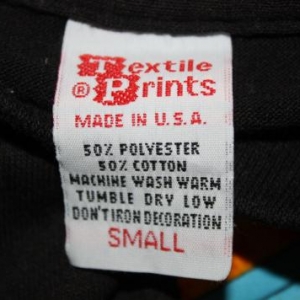 Textile
® Prints
MADE IN U.S.A.
50% POLYESTER
50% COTTON
MACHINE WASH WARM
TUMBLE DRY LOW
DON'T IRON DECORATION
SMALL